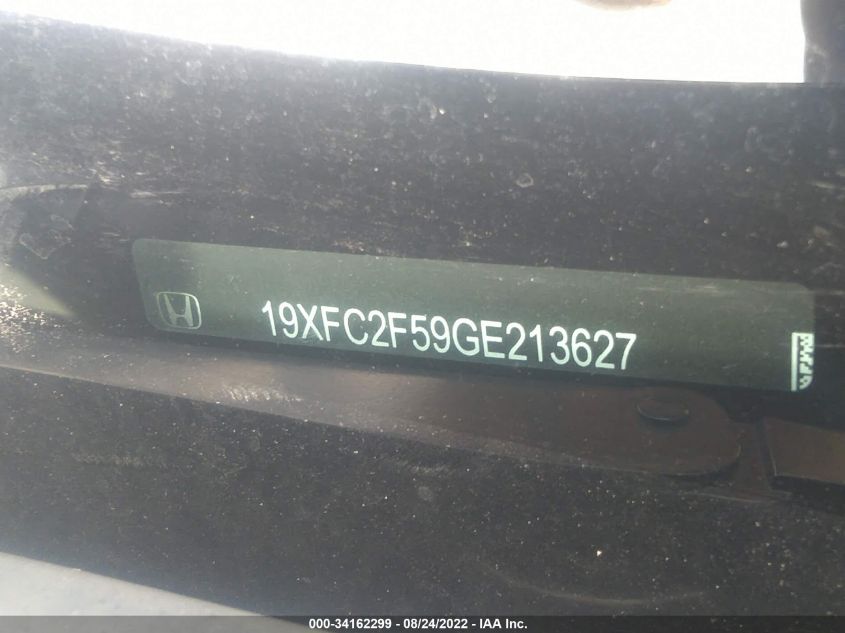 19XFC2F59GE213627
000-34162299 - 08/24/2022 - IAA Inc.